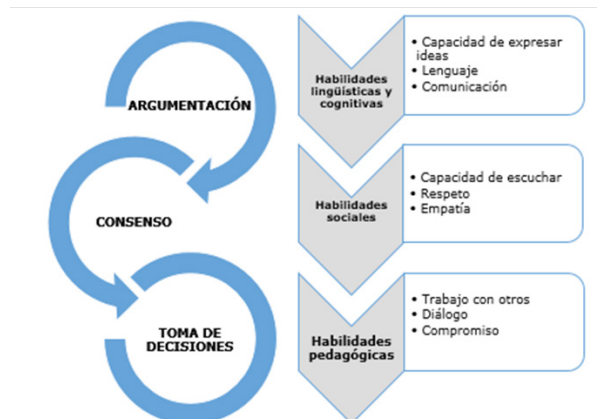 ARGUMENTACIÓN
Habilidades
lingüísticas y
cognitivas
• Capacidad de expresar
ideas
• Lenguaje
• Comunicación
CONSENSO
Habilidades
sociales
• Capacidad de escuchar
• Respeto
• Empatía
TOMA DE
DECISIONES
Habilidades
pedagógicas
• Trabajo con otros
• Diálogo
• Compromiso